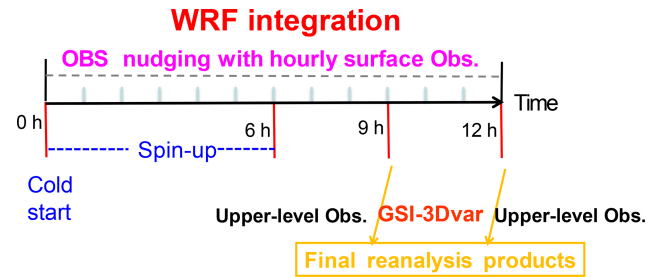 WRF integration
OBS nudging with hourly surface Obs.
Time
0 h
6 h
9 h
12 h
Spin-up
Cold
start
Upper-level Obs. GSI-3Dvar Upper-level Obs.
Final reanalysis products